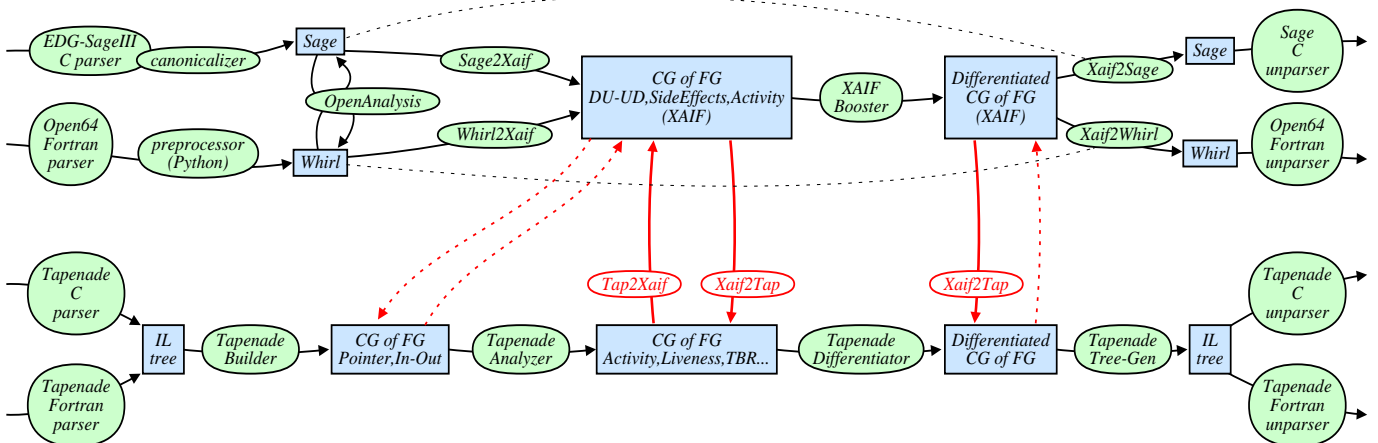 EDG-SageIII
C parser
canonicalizer
Sage
Sage2Xaif
OpenAnalysis
Open64
Fortran
parser
preprocessor
(Python)
Whirl
Whirl2Xaif
CG of FG
DU-UD,SideEffects,Activity
(XAIF)
XAIF
Booster
Differentiated
CG of FG
(XAIF)
Xaif2Sage
Sage
Sage
C
unparser
Xaif2Whirl
Whirl
Open64
Fortran
unparser
Tap2Xaif
Xaif2Tap
Xaif2Tap
Tapenade
C
parser
Tapenade
Fortran
parser
IL
tree
Tapenade
Builder
CG of FG
Pointer,In-Out
Tapenade
Analyzer
CG of FG
Activity,Liveness,TBR...
Tapenade
Differentiator
Differentiated
CG of FG
Tapenade
Tree-Gen
IL
tree
Tapenade
C
unparser
Tapenade
Fortran
unparser